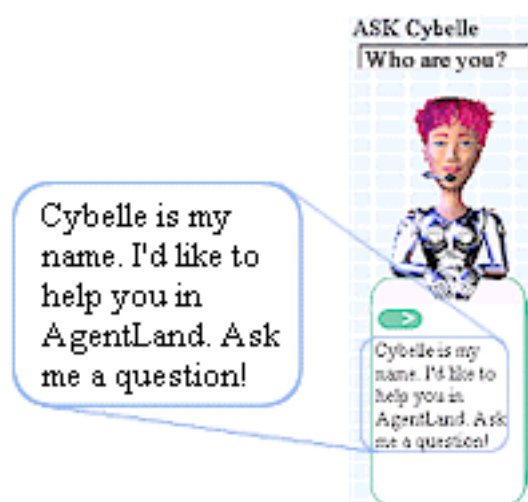 ASK Cybelle
Who are you?
Cybelle is my
name. I'd like to
help you in
AgentLand. Ask
me a question!
Cybelle is my
name. I'd like to
help you in
AgentLand. Ask
me a question!